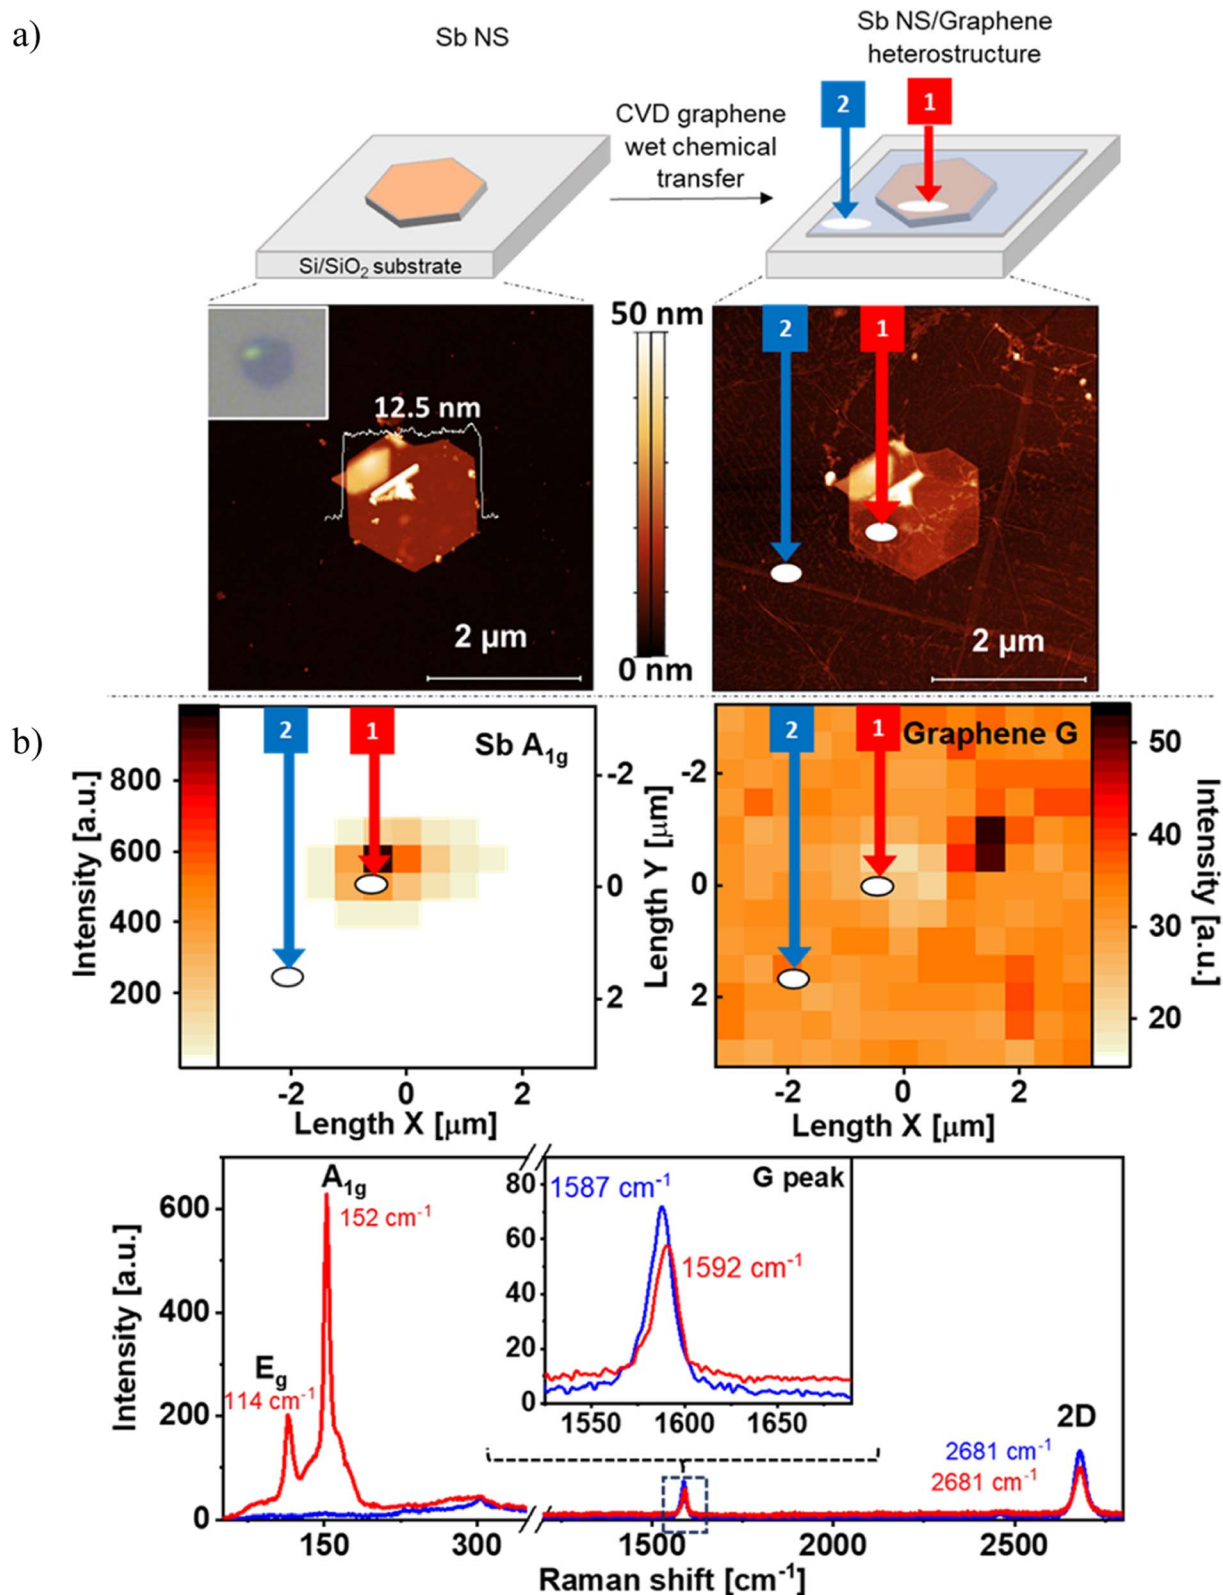 a)
Sb NS
Sb NS/Graphene
heterostructure
CVD graphene
wet chemical
transfer
2
1
Si/SiO₂ substrate
12.5 nm
2 μm
50 nm
0 nm
2
1
2 μm
b)
2
1
Sb A₁g
Intensity [a.u.]
800
600
400
200
-2
0
2
Length Y [μm]
-2
0
2
Length X [μm]
2
1
Graphene G
-2
0
2
50
40
30
20
Intensity [a.u.]
-2
0
2
Length X [μm]
Intensity [a.u.]
600
400
200
0
A₁g
152 cm⁻¹
Eg
114 cm⁻¹
G peak
1587 cm⁻¹
1592 cm⁻¹
80
60
40
20
0
1550
1600
1650
2D
2681 cm⁻¹
2681 cm⁻¹
150
300
1500
2000
2500
Raman shift [cm⁻¹]